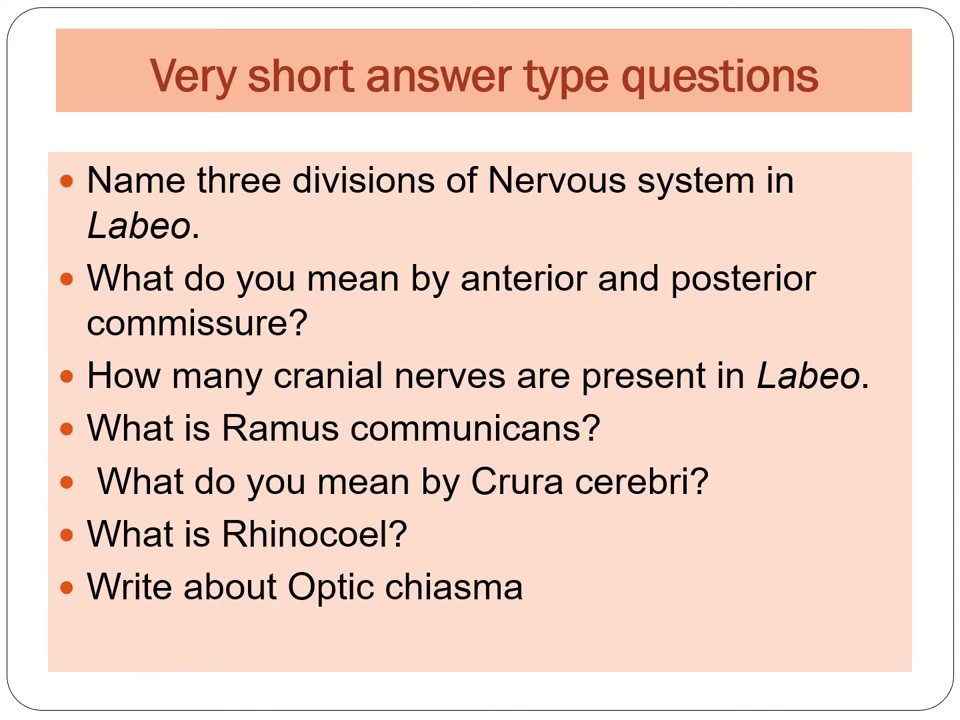 Very short answer type questions
• Name three divisions of Nervous system in
Labeo.
• What do you mean by anterior and posterior
commissure?
• How many cranial nerves are present in Labeo.
• What is Ramus communicans?
• What do you mean by Crura cerebri?
• What is Rhinocoel?
• Write about Optic chiasma